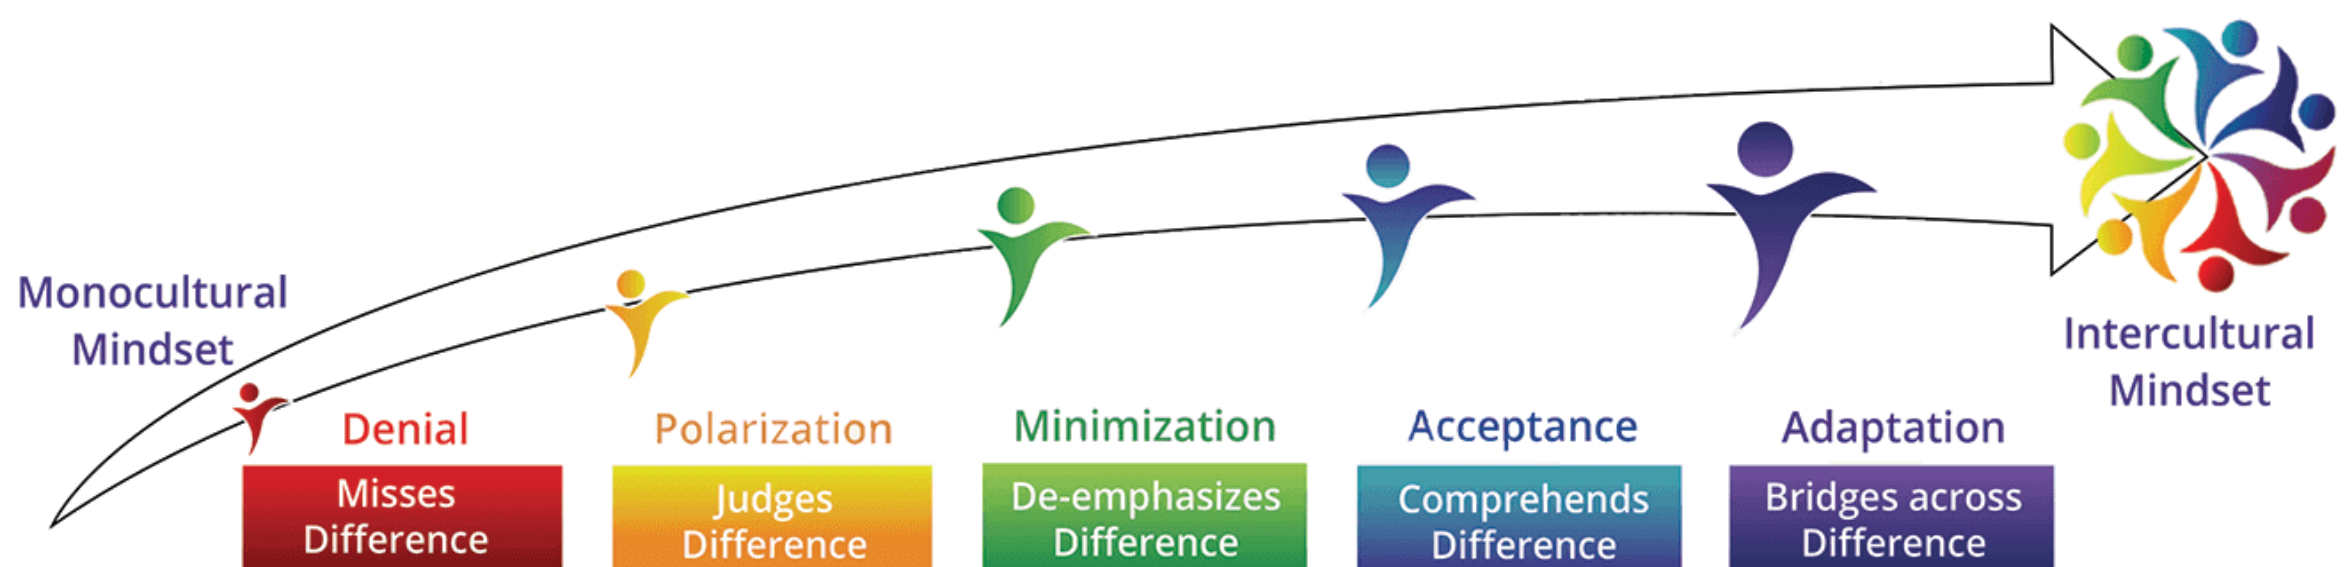 Monocultural
Mindset
Denial
Misses
Difference
Polarization
Judges
Difference
Minimization
De-emphasizes
Difference
Acceptance
Comprehends
Difference
Adaptation
Bridges across
Difference
Intercultural
Mindset